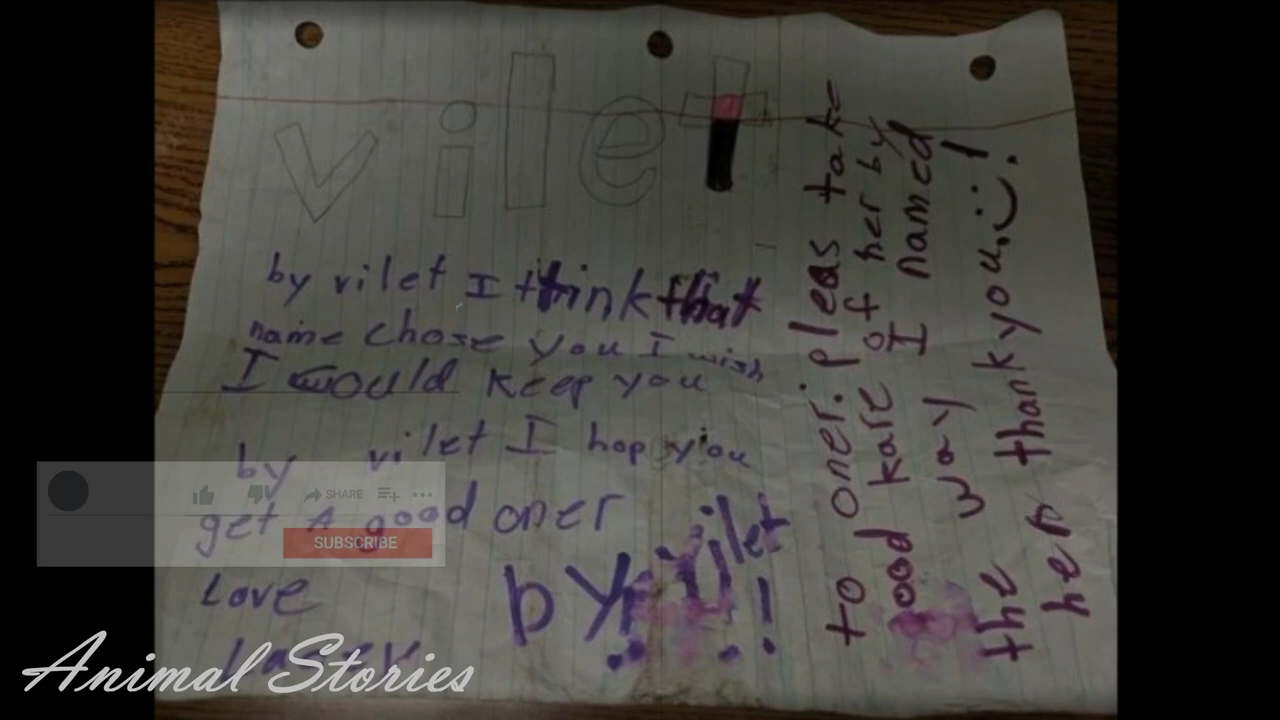 vilet
by vilet I think that
name chose you I wish
I would keep you
by vilet I hop you
get A good oner
Love
by vilet!
to oner: pleas take
good kare of her by
the way I named
her thank you. !
SHARE
SUBSCRIBE
Animal Stories